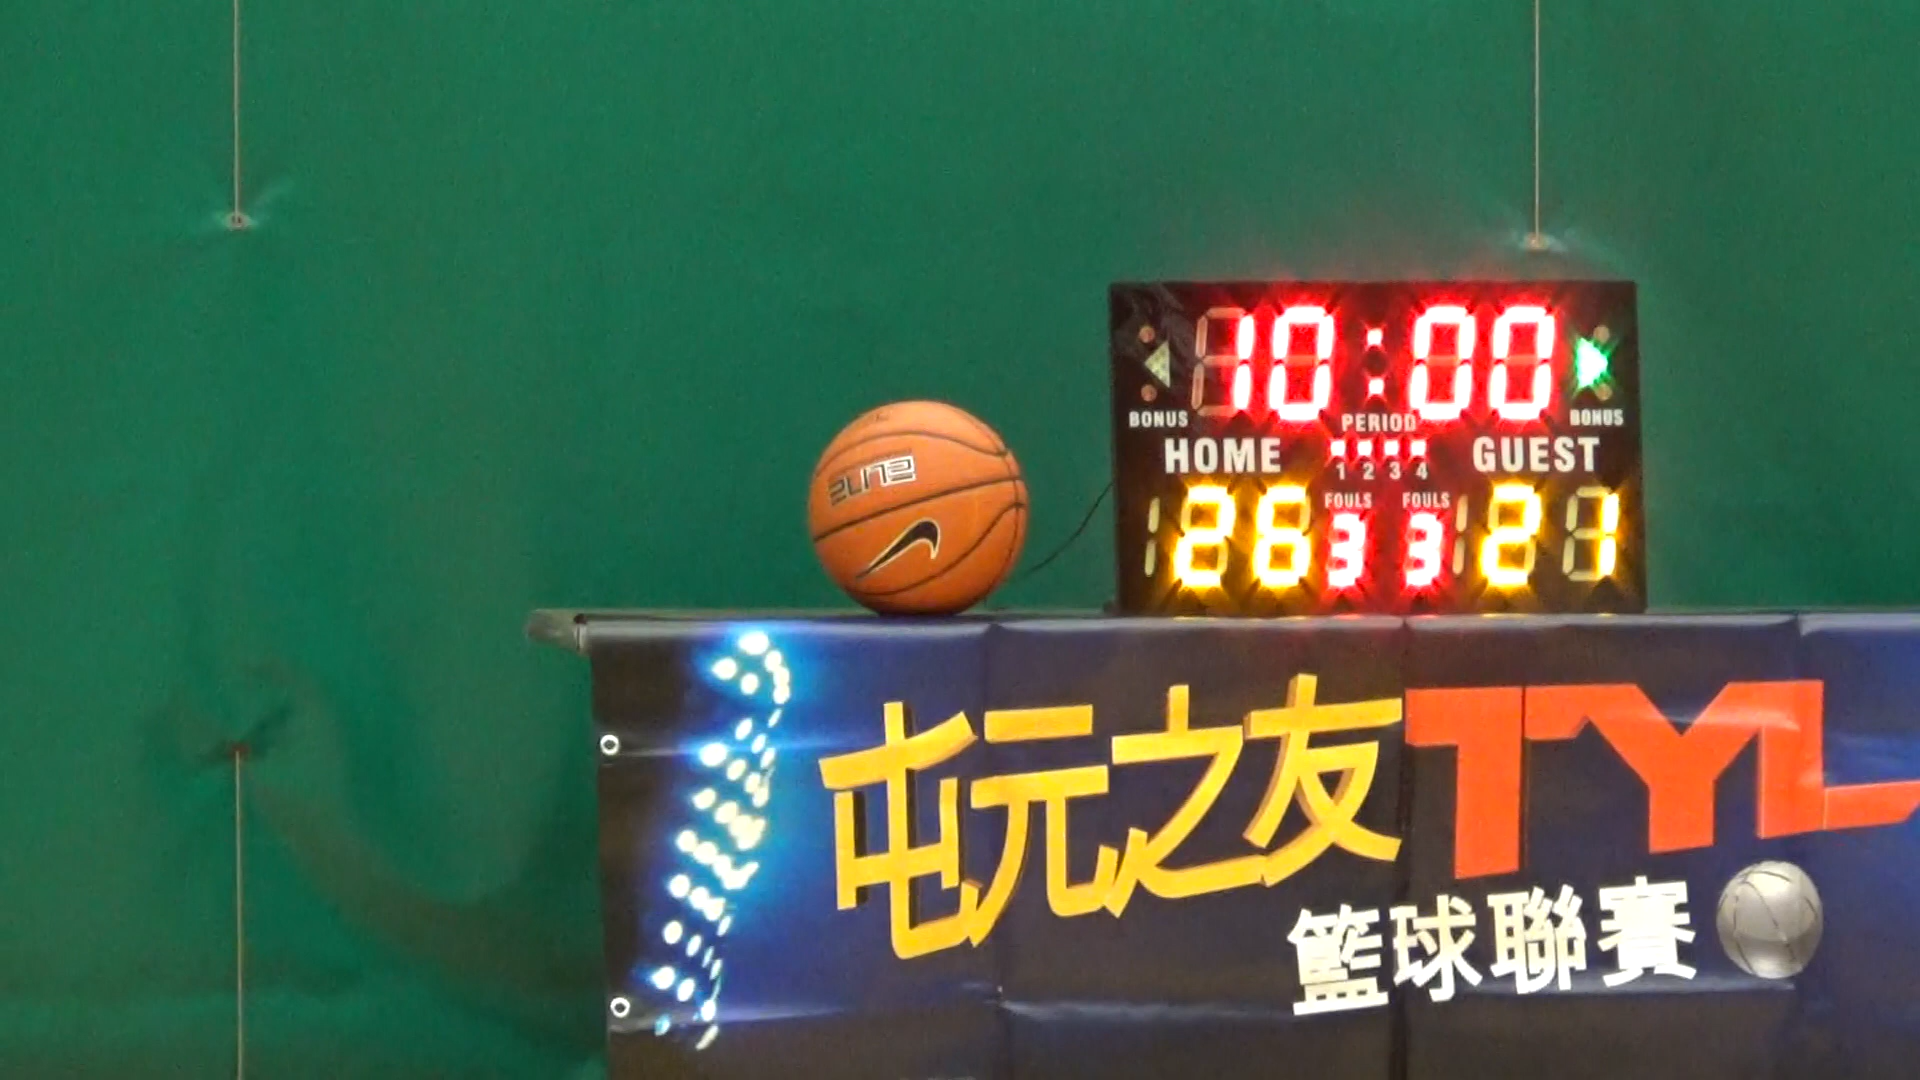 10:00
BONUS PERIOD BONUS
HOME 1 2 3 4 GUEST
FOULS FOULS
26 3 3 21
ELITE
屯元之友TYL
籃球聯賽